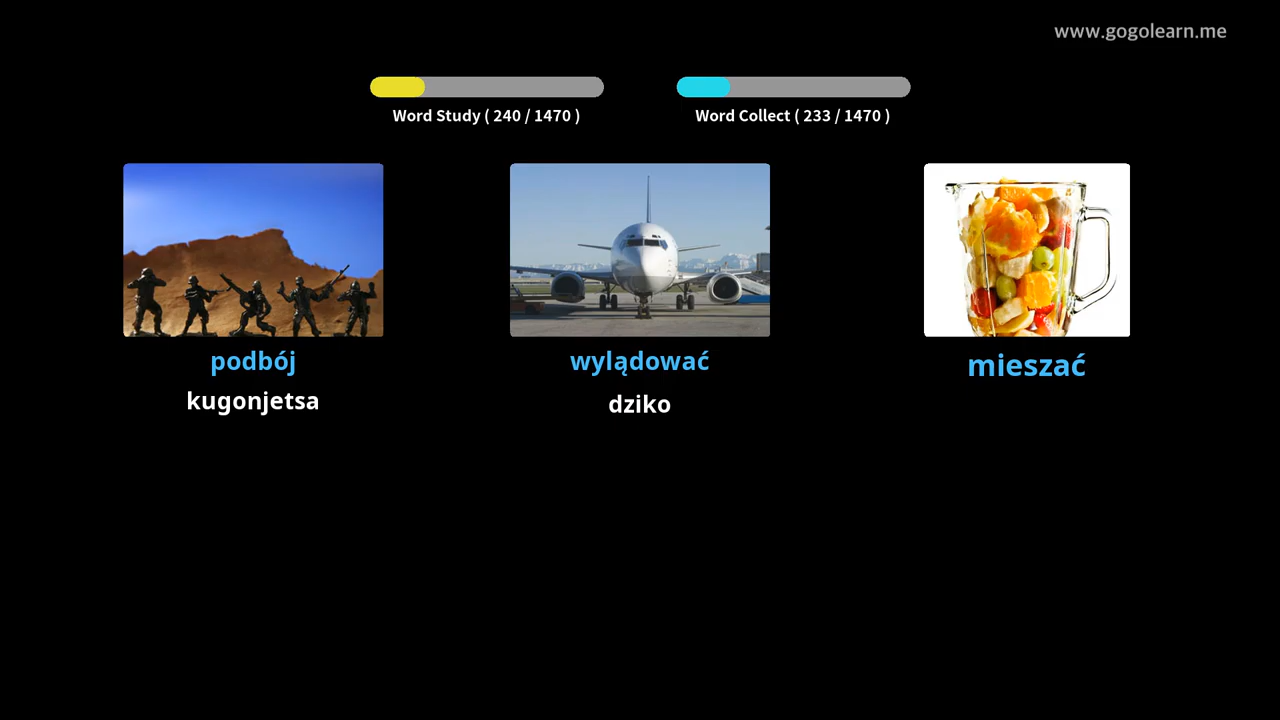 www.gogolearn.me
Word Study ( 240 / 1470 )
Word Collect ( 233 / 1470 )
podbój
wylądować
mieszać
kugonjetsa
dziko